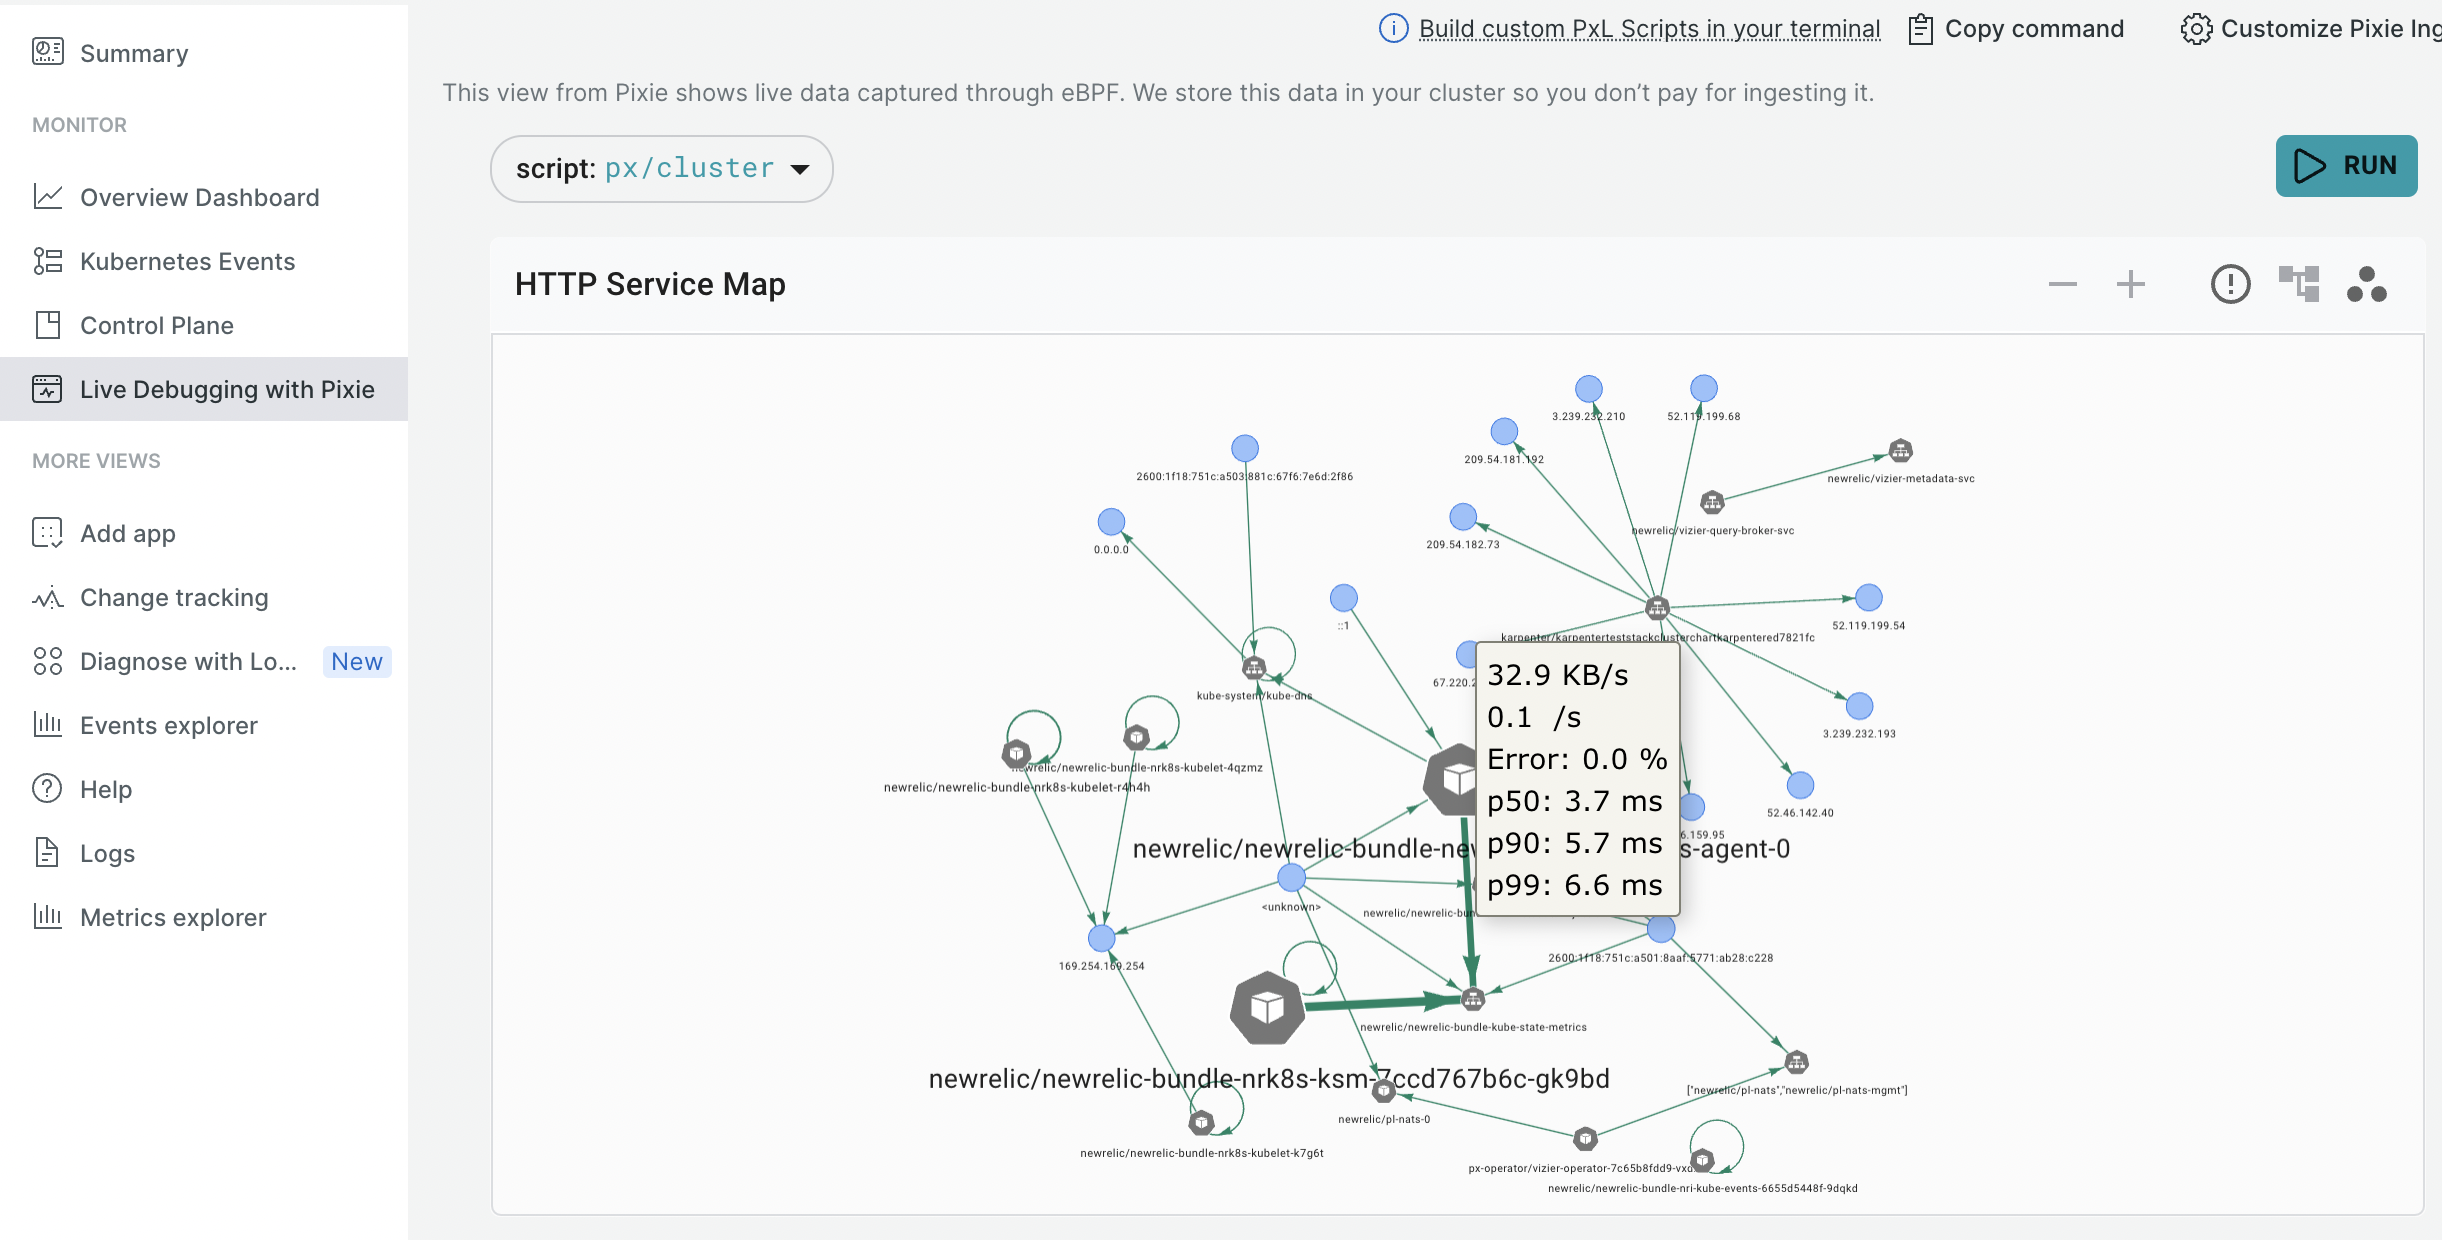 Summary
MONITOR
Overview Dashboard
Kubernetes Events
Control Plane
Live Debugging with Pixie
MORE VIEWS
Add app
Change tracking
Diagnose with Lo... New
Events explorer
Help
Logs
Metrics explorer
Build custom PxL Scripts in your terminal
Copy command
Customize Pixie Ing
This view from Pixie shows live data captured through eBPF. We store this data in your cluster so you don’t pay for ingesting it.
script: px/cluster
RUN
HTTP Service Map
3.239.232.210
52.119.199.68
209.54.181.192
2600:1f18:751c:a503:881c:67f6:7e6d:2f86
newrelic/vizier-metadata-svc
newrelic/vizier-query-broker-svc
0.0.0.0
209.54.182.73
::1
52.119.199.54
karpenter/karpenterteststackclusterchartkarpentered7821fc
67.220.2
kube-system/kube-dns
3.239.232.193
newrelic/newrelic-bundle-nrk8s-kubelet-4qzmz
newrelic/newrelic-bundle-nrk8s-kubelet-r4h4h
52.46.142.40
6.159.95
newrelic/newrelic-bundle-new
s-agent-0
32.9 KB/s
0.1 /s
Error: 0.0 %
p50: 3.7 ms
p90: 5.7 ms
p99: 6.6 ms
<unknown>
newrelic/newrelic-bun
2600:1f18:751c:a501:8aaf:5771:ab28:c228
169.254.169.254
newrelic/newrelic-bundle-kube-state-metrics
newrelic/newrelic-bundle-nrk8s-ksm-7ccd767b6c-gk9bd
["newrelic/pl-nats","newrelic/pl-nats-mgmt"]
newrelic/pl-nats-0
newrelic/newrelic-bundle-nrk8s-kubelet-k7g6t
px-operator/vizier-operator-7c65b8fdd9-vxd
newrelic/newrelic-bundle-nri-kube-events-6655d5448f-9dqkd